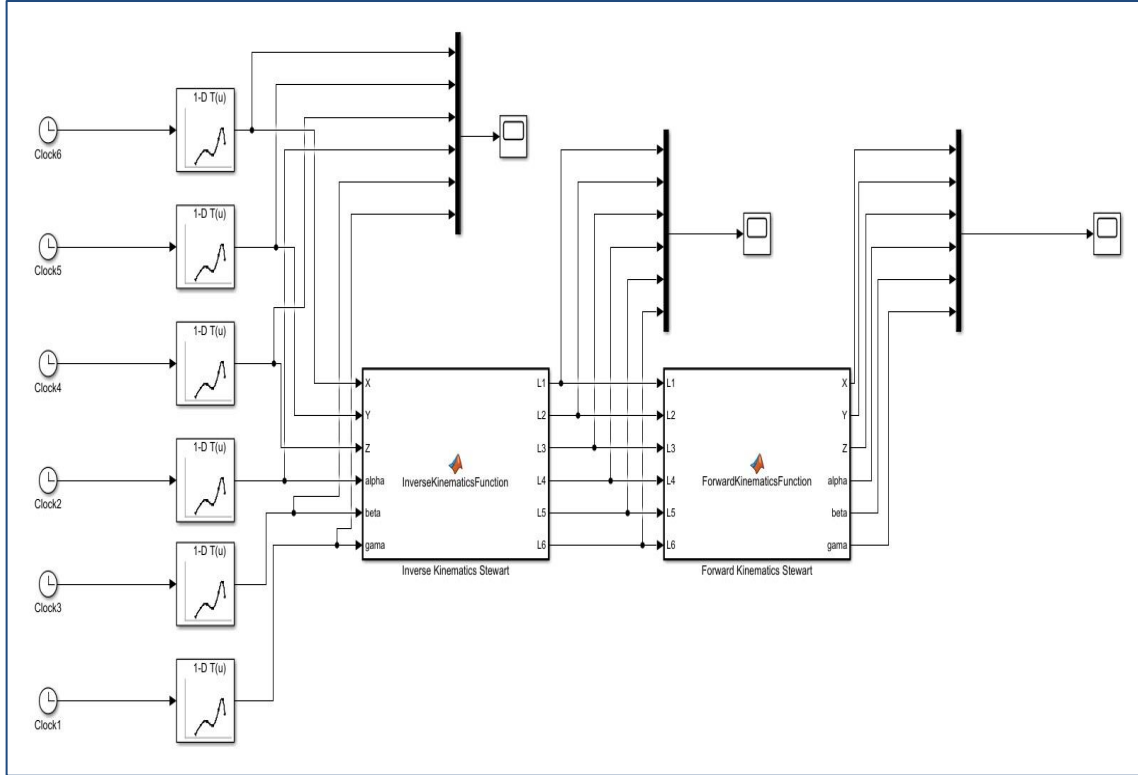 1-D T(u)
Clock6
1-D T(u)
Clock5
1-D T(u)
Clock4
1-D T(u)
Clock2
1-D T(u)
Clock3
1-D T(u)
Clock1
X
Y
Z
alpha
beta
gama
InverseKinematicsFunction
L1
L2
L3
L4
L5
L6
Inverse Kinematics Stewart
L1
L2
L3
L4
L5
L6
ForwardKinematicsFunction
X
Y
Z
alpha
beta
gama
Forward Kinematics Stewart